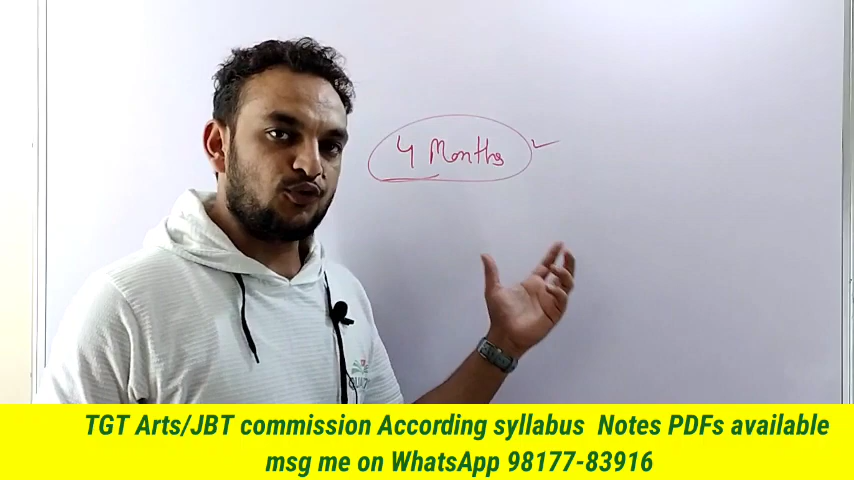 4 Months
TGT Arts/JBT commission According syllabus Notes PDFs available
msg me on WhatsApp 98177-83916